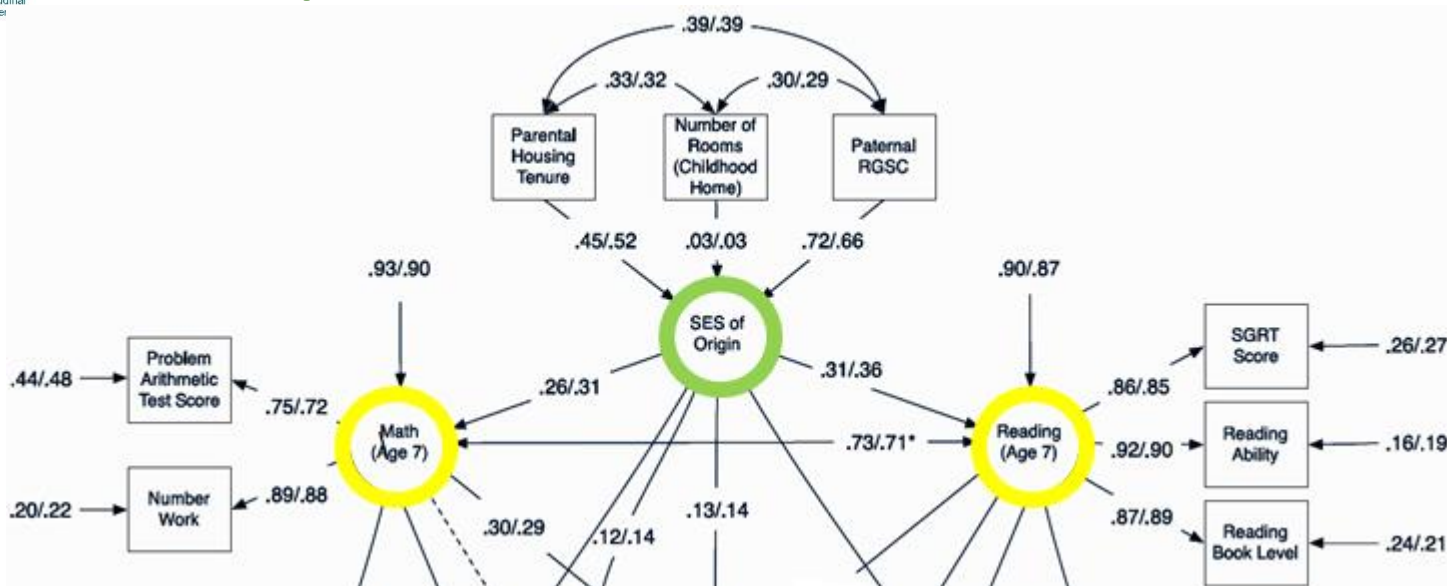 .39/.39
.33/.32
.30/.29
Parental
Housing
Tenure
Number of
Rooms
(Childhood
Home)
Paternal
RGSC
.45/.52
.03/.03
.72/.66
.93/.90
.90/.87
SES of
Origin
Problem
Arithmetic
Test Score
.44/.48
.75/.72
.26/.31
.31/.36
SGRT
Score
.26/.27
.86/.85
Math
(Age 7)
.73/.71*
Reading
(Age 7)
.92/.90
Reading
Ability
.16/.19
Number
Work
.20/.22
.89/.88
.30/.29
.12/.14
.13/.14
.87/.89
Reading
Book Level
.24/.21